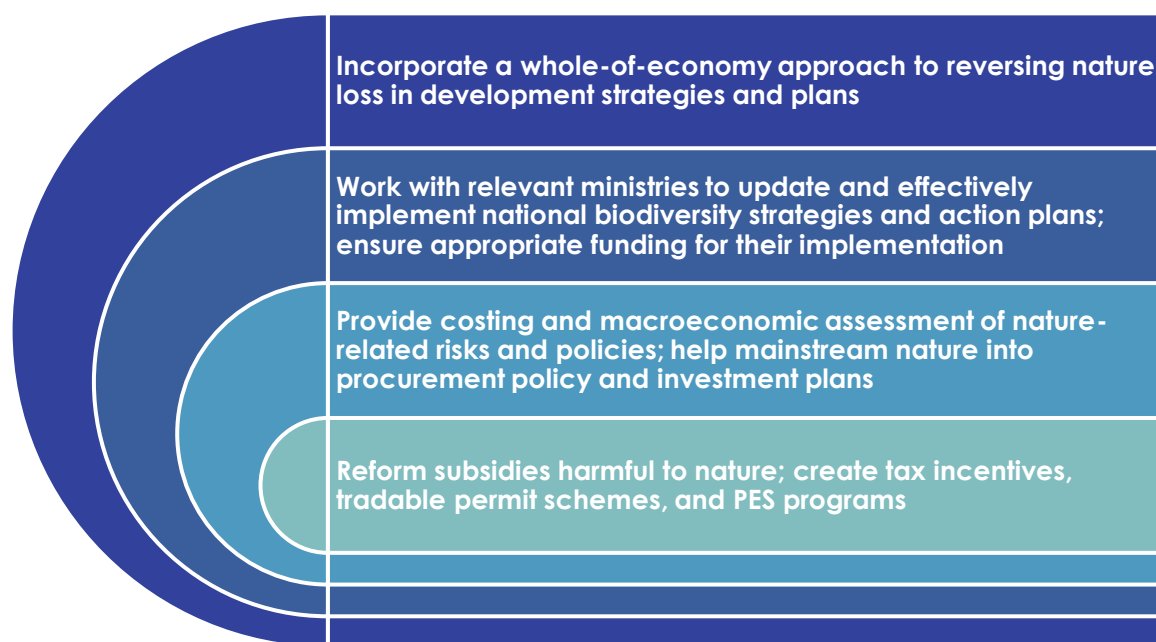 Incorporate a whole-of-economy approach to reversing nature
loss in development strategies and plans
Work with relevant ministries to update and effectively
implement national biodiversity strategies and action plans;
ensure appropriate funding for their implementation
Provide costing and macroeconomic assessment of nature-
related risks and policies; help mainstream nature into
procurement policy and investment plans
Reform subsidies harmful to nature; create tax incentives,
tradable permit schemes, and PES programs